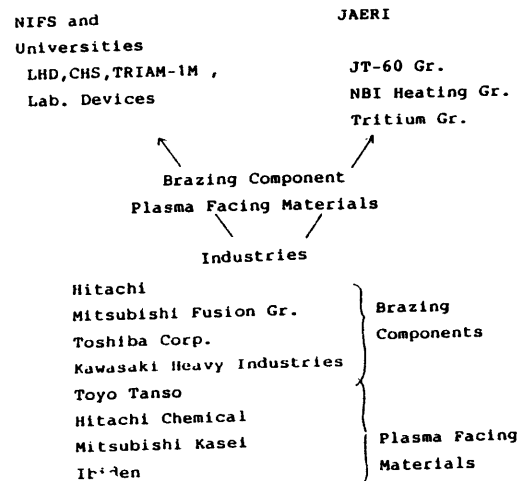 NIFS and
Universities
LHD,CHS,TRIAM-1M ,
Lab. Devices
JAERI
JT-60 Gr.
NBI Heating Gr.
Tritium Gr.
Brazing Component
Plasma Facing Materials
Industries
Hitachi
Mitsubishi Fusion Gr.
Toshiba Corp.
Kawasaki Heavy Industries
Toyo Tanso
Hitachi Chemical
Mitsubishi Kasei
Ibiden
Brazing
Components
Plasma Facing
Materials